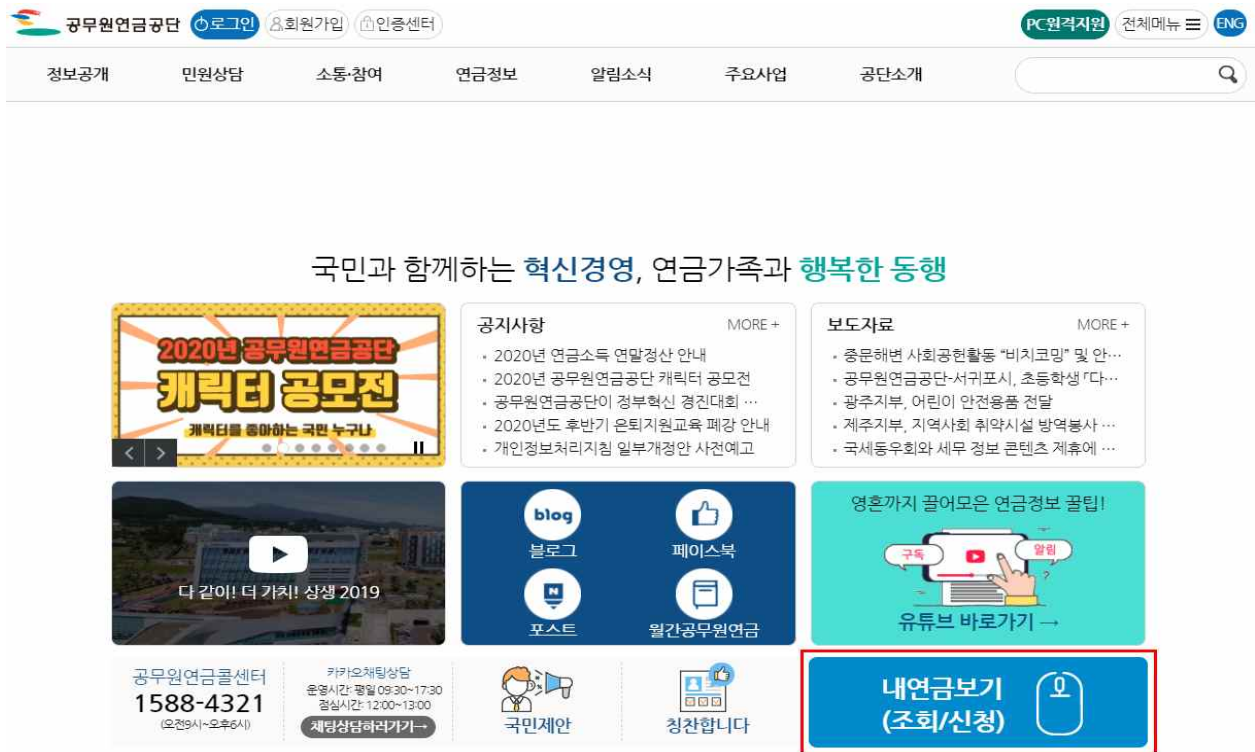 공무원연금공단 로그인 회원가입 인증센터
PC원격지원 전체메뉴 ENG
정보공개 민원상담 소통·참여 연금정보 알림소식 주요사업 공단소개
국민과 함께하는 혁신경영, 연금가족과 행복한 동행
2020년 공무원연금공단
캐릭터 공모전
캐릭터를 좋아하는 국민 누구나
공지사항 MORE +
· 2020년 연금소득 연말정산 안내
· 2020년 공무원연금공단 캐릭터 공모전
· 공무원연금공단이 정부혁신 경진대회 …
· 2020년도 후반기 은퇴지원교육 폐강 안내
· 개인정보처리지침 일부개정안 사전예고
보도자료 MORE +
· 중문해변 사회공헌활동 “비치코밍” 및 안…
· 공무원연금공단-서귀포시, 초등학생 「다…
· 광주지부, 어린이 안전용품 전달
· 제주지부, 지역사회 취약시설 방역봉사 …
· 국세동우회와 세무 정보 콘텐츠 제휴에 …
다 같이! 더 가치! 상생 2019
blog
블로그
페이스북
N
포스트
월간공무원연금
영혼까지 끌어모은 연금정보 꿀팁!
구독
알림
유튜브 바로가기 →
공무원연금콜센터
1588-4321
(오전9시~오후6시)
카카오채팅상담
운영시간: 평일 09:30~17:30
점심시간: 12:00~13:00
채팅상담하러가기→
국민제안
칭찬합니다
내연금보기
(조회/신청)